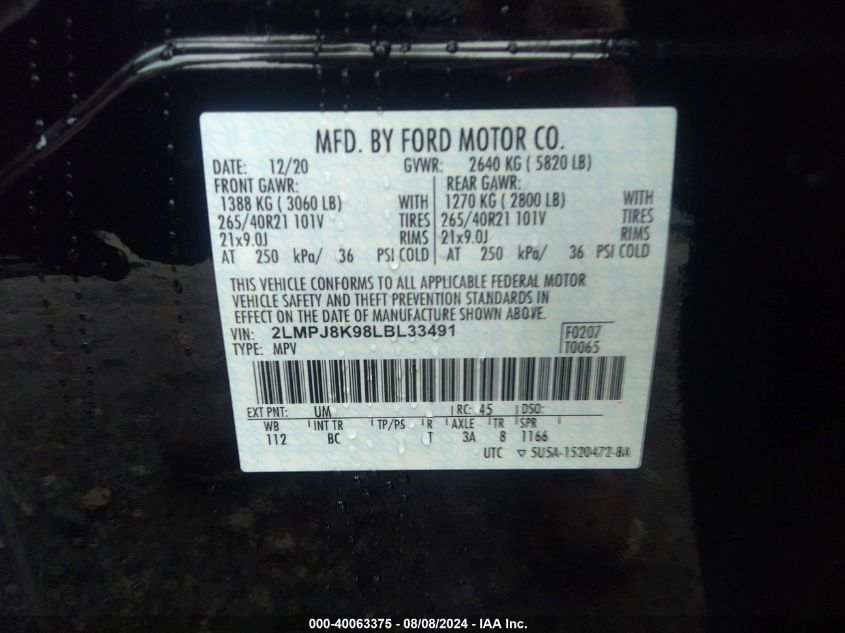 MFD. BY FORD MOTOR CO.
DATE: 12/20 GVWR: 2640 KG ( 5820 LB)
FRONT GAWR: REAR GAWR:
1388 KG ( 3060 LB) WITH 1270 KG ( 2800 LB) WITH
265/40R21 101V TIRES 265/40R21 101V TIRES
21x9.0J RIMS 21x9.0J RIMS
AT 250 kPa/ 36 PSI COLD AT 250 kPa/ 36 PSI COLD
THIS VEHICLE CONFORMS TO ALL APPLICABLE FEDERAL MOTOR
VEHICLE SAFETY AND THEFT PREVENTION STANDARDS IN
EFFECT ON THE DATE OF MANUFACTURE SHOWN ABOVE.
VIN: 2LMPJ8K98LBL33491 F0207
TYPE: MPV T0065
EXT PNT: UM RC: 45 DSO:
WB INT TR TP/PS R AXLE TR SPR
112 BC T 3A 8 1166
UTC ▽ 5U5A-1520472-BA
000-40063375 - 08/08/2024 - IAA Inc.